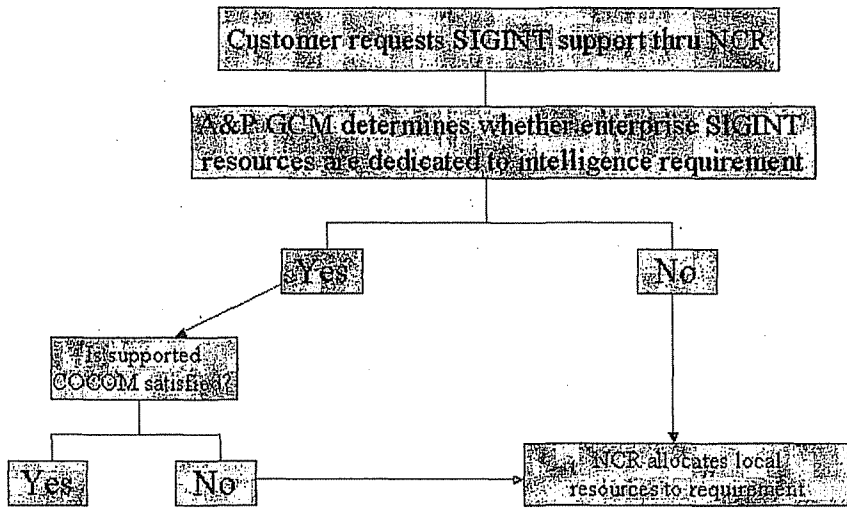 Customer requests SIGINT support thru NCR
A&P GCM determines whether enterprise SIGINT
resources are dedicated to intelligence requirement
Yes
No
Is supported
COCOM satisfied?
Yes
No
NCR allocates local
resources to requirement